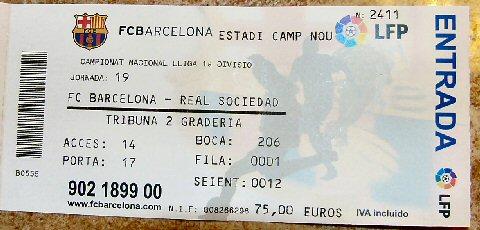 FCBARCELONA ESTADI CAMP NOU
Nº 2411
LFP
CAMPIONAT NACIONAL LLIGA 1ª DIVISIO
JORNADA: 19
FC BARCELONA - REAL SOCIEDAD
TRIBUNA 2 GRADERIA
ACCES: 14 BOCA: 206
PORTA: 17 FILA: 0001
SEIENT: 0012
902 1899 00
www.fcbarcelona.com N.I.F: G08266298 75,00 EUROS IVA incluido
ENTRADA
LFP